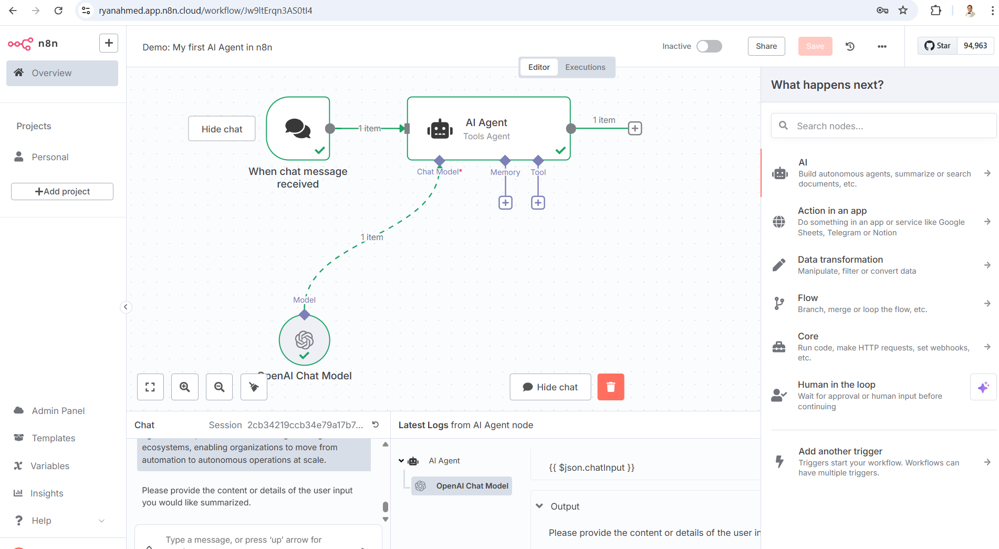 ryanahmed.app.n8n.cloud/workflow/Jw9ltErqn3AS0tI4
n8n
Overview
Projects
Personal
Add project
Admin Panel
Templates
Variables
Insights
Help
Demo: My first AI Agent in n8n
Inactive
Share
Save
Star
94,963
Editor
Executions
Hide chat
When chat message
received
1 item
AI Agent
Tools Agent
1 item
Chat Model*
Memory
Tool
1 item
Model
OpenAI Chat Model
Hide chat
Chat
Session 2cb34219ccb34e79a17b7...
ecosystems, enabling organizations to move from
automation to autonomous operations at scale.
Please provide the content or details of the user input
you would like summarized.
Type a message, or press ‘up’ arrow for
Latest Logs from AI Agent node
AI Agent
OpenAI Chat Model
{{ $json.chatInput }}
Output
Please provide the content or details of the user in
What happens next?
Search nodes...
AI
Build autonomous agents, summarize or search
documents, etc.
Action in an app
Do something in an app or service like Google
Sheets, Telegram or Notion
Data transformation
Manipulate, filter or convert data
Flow
Branch, merge or loop the flow, etc.
Core
Run code, make HTTP requests, set webhooks,
etc.
Human in the loop
Wait for approval or human input before
continuing
Add another trigger
Triggers start your workflow. Workflows can
have multiple triggers.